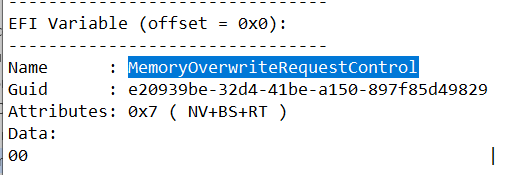 --------------------------------
EFI Variable (offset = 0x0):
--------------------------------
Name      : MemoryOverwriteRequestControl
Guid      : e20939be-32d4-41be-a150-897f85d49829
Attributes: 0x7 ( NV+BS+RT )
Data:
00